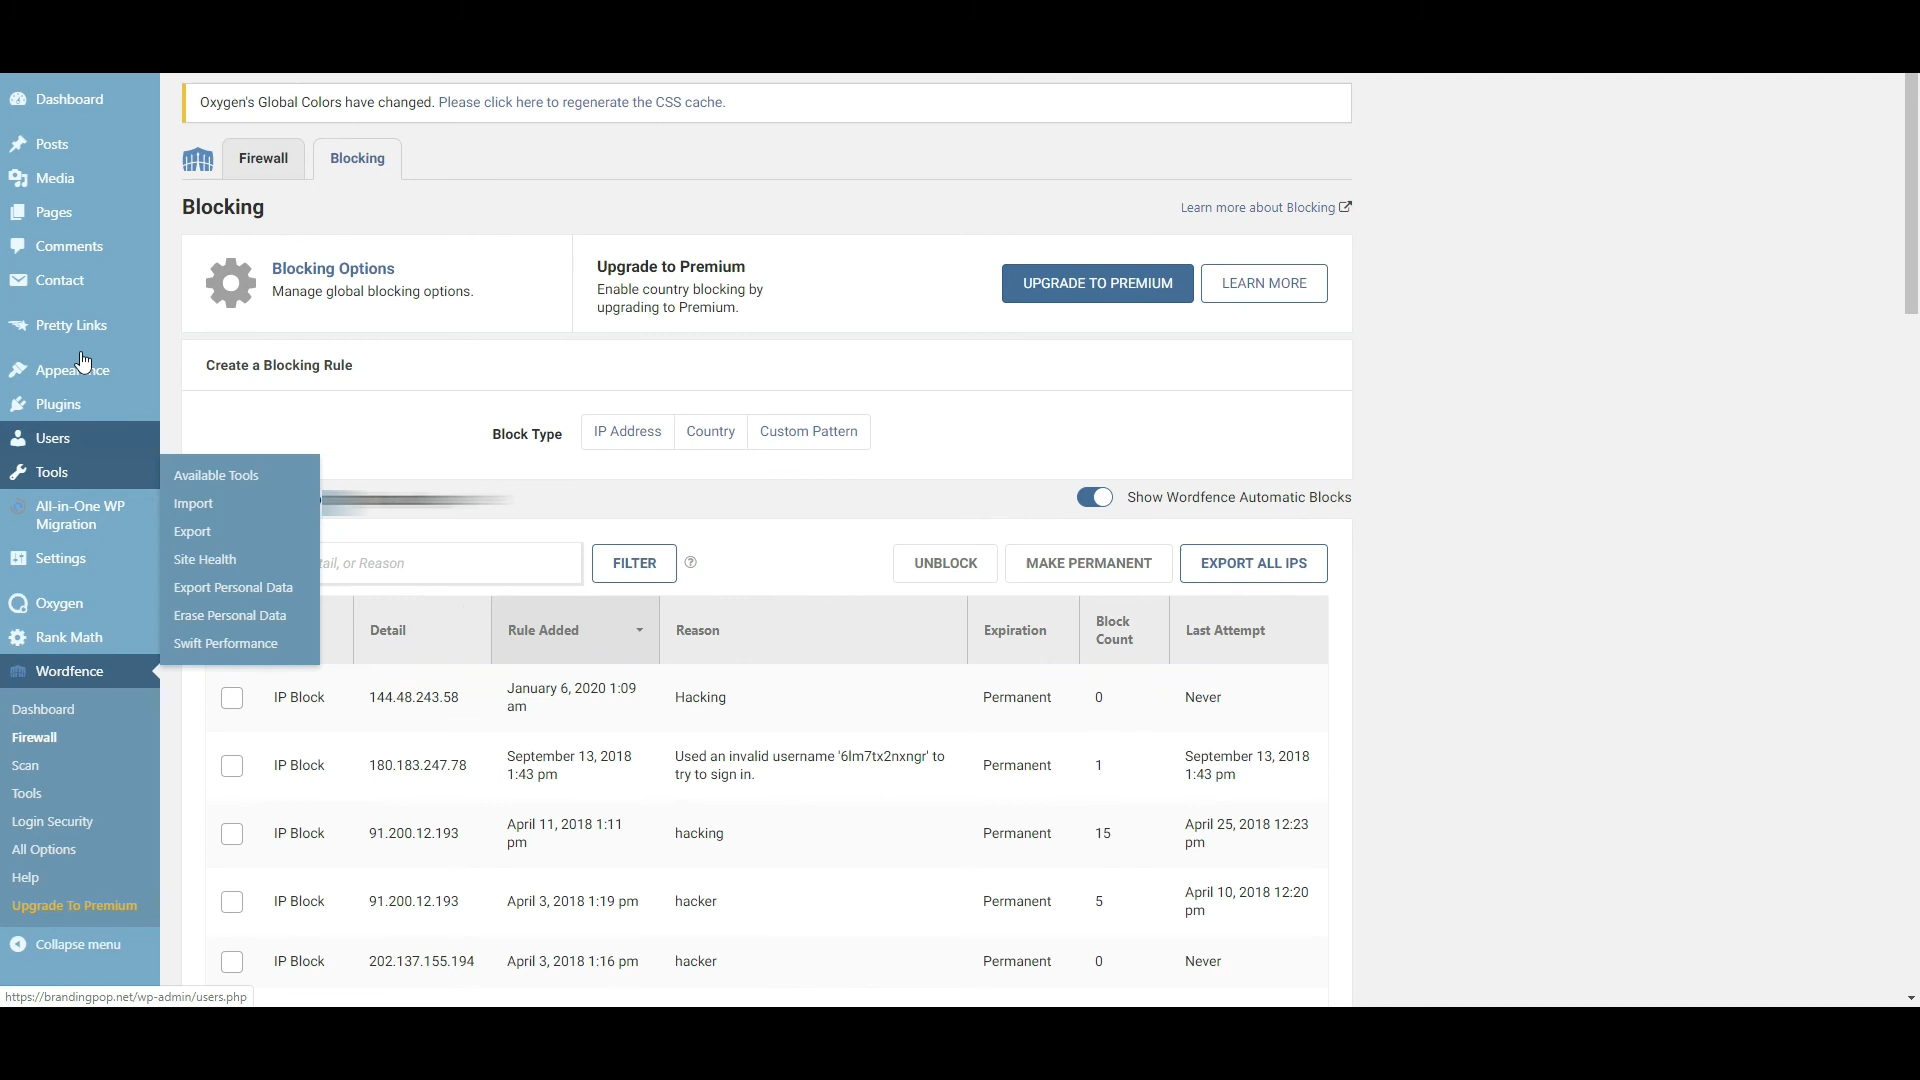 Dashboard
Posts
Media
Pages
Comments
Contact
Pretty Links
Plugins
Users
Tools
All-in-One WP
Migration
Settings
Oxygen
Rank Math
Wordfence
Dashboard
Firewall
Scan
Tools
Login Security
All Options
Help
Upgrade To Premium
Collapse menu
https://brandingpop.net/wp-admin/users.php
Available Tools
Import
Export
Site Health
Export Personal Data
Erase Personal Data
Swift Performance
Oxygen's Global Colors have changed. Please click here to regenerate the CSS cache.
Firewall
Blocking
Blocking
Learn more about Blocking
Blocking Options
Manage global blocking options.
Upgrade to Premium
Enable country blocking by
upgrading to Premium.
UPGRADE TO PREMIUM
LEARN MORE
Create a Blocking Rule
Block Type
IP Address
Country
Custom Pattern
Show Wordfence Automatic Blocks
or Reason
FILTER
UNBLOCK
MAKE PERMANENT
EXPORT ALL IPS
Detail
Rule Added
Reason
Expiration
Block
Count
Last Attempt
IP Block
144.48.243.58
January 6, 2020 1:09
am
Hacking
Permanent
0
Never
IP Block
180.183.247.78
September 13, 2018
1:43 pm
Used an invalid username '6lm7tx2nxngr' to
try to sign in.
Permanent
1
September 13, 2018
1:43 pm
IP Block
91.200.12.193
April 11, 2018 1:11
pm
hacking
Permanent
15
April 25, 2018 12:23
pm
IP Block
91.200.12.193
April 3, 2018 1:19 pm
hacker
Permanent
5
April 10, 2018 12:20
pm
IP Block
202.137.155.194
April 3, 2018 1:16 pm
hacker
Permanent
0
Never